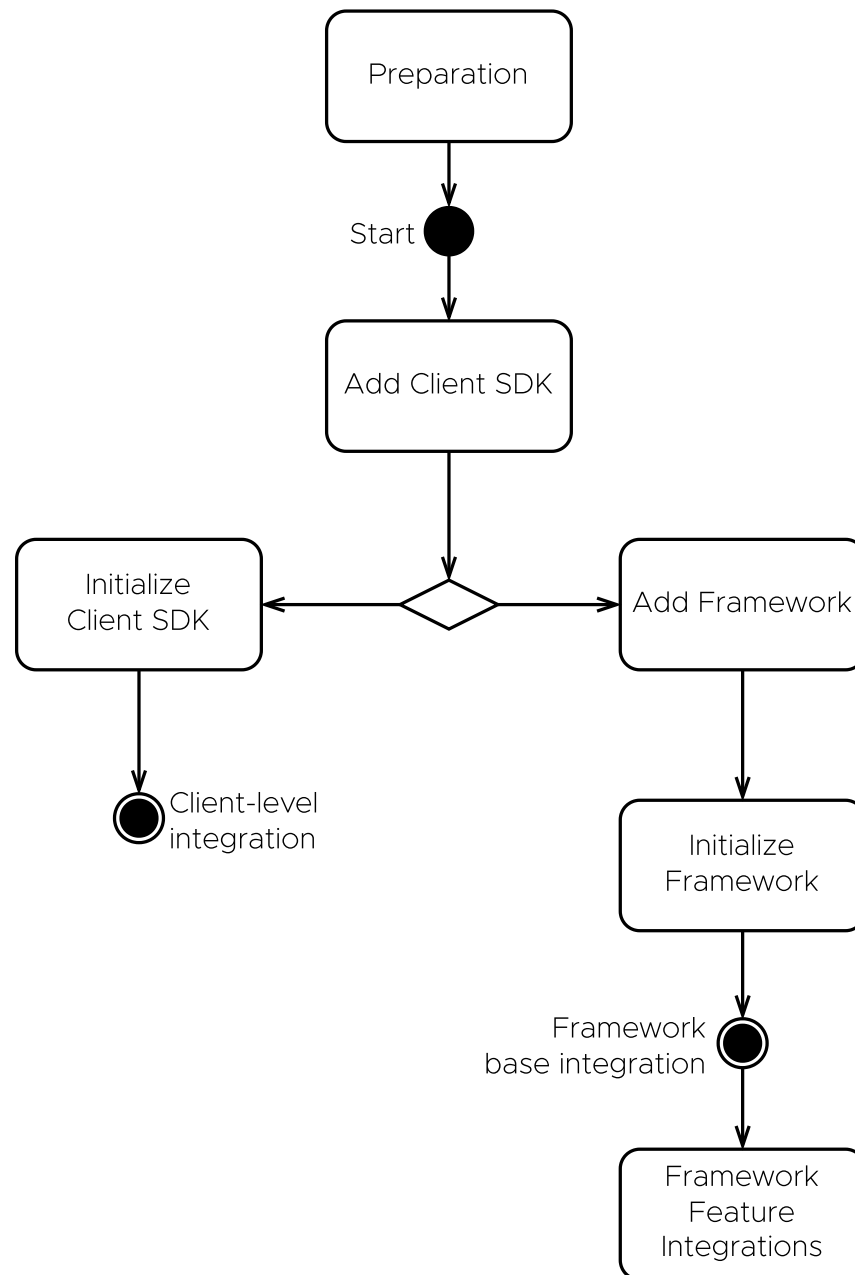 Preparation
Start
Add Client SDK
Initialize
Client SDK
Add Framework
Client-level
integration
Initialize
Framework
Framework
base integration
Framework
Feature
Integrations